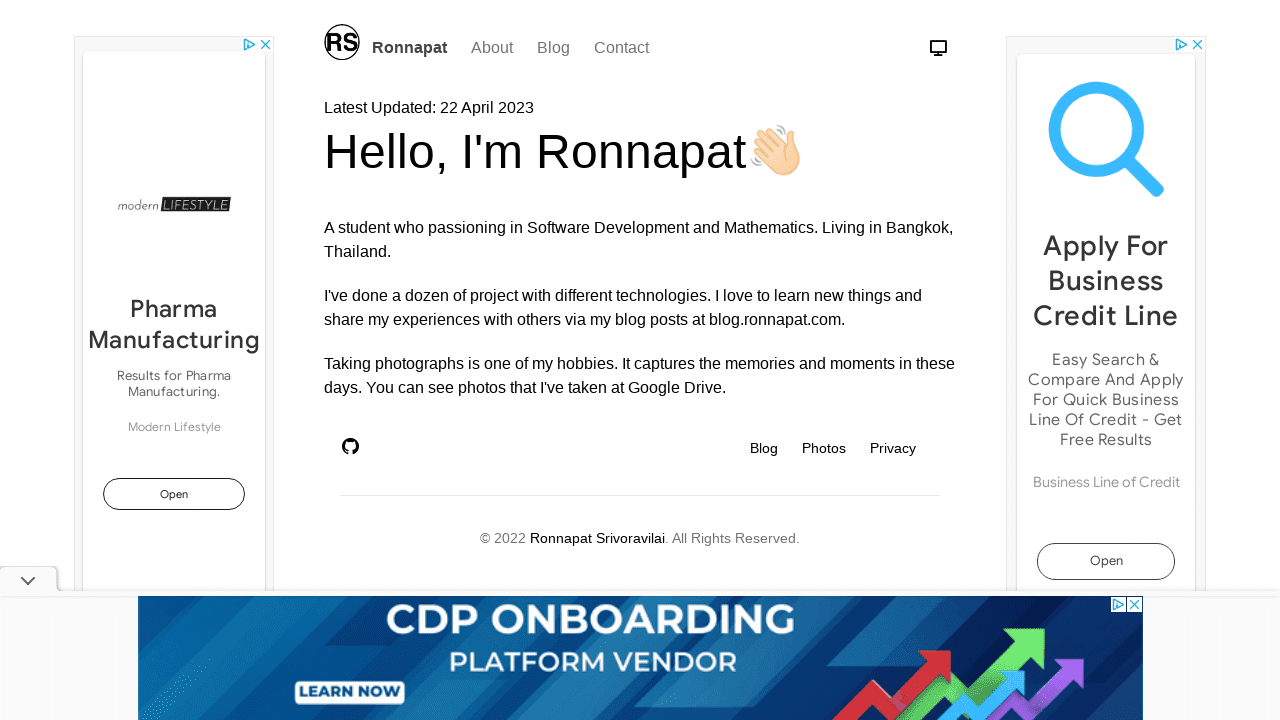 RS
Ronnapat
About
Blog
Contact
Latest Updated: 22 April 2023
Hello, I'm Ronnapat👋🏻
A student who passioning in Software Development and Mathematics. Living in Bangkok,
Thailand.
I've done a dozen of project with different technologies. I love to learn new things and
share my experiences with others via my blog posts at blog.ronnapat.com.
Taking photographs is one of my hobbies. It captures the memories and moments in these
days. You can see photos that I've taken at Google Drive.
Blog
Photos
Privacy
© 2022 Ronnapat Srivoravilai. All Rights Reserved.
modern LIFESTYLE
Pharma
Manufacturing
Results for Pharma
Manufacturing.
Modern Lifestyle
Open
Apply For
Business
Credit Line
Easy Search &
Compare And Apply
For Quick Business
Line Of Credit - Get
Free Results
Business Line of Credit
Open
CDP ONBOARDING
PLATFORM VENDOR
LEARN NOW